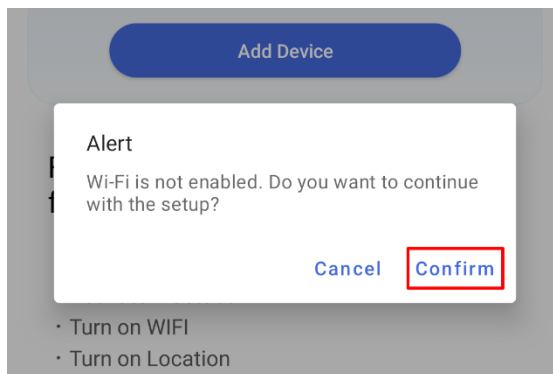 Add Device
Alert
Wi-Fi is not enabled. Do you want to continue
with the setup?
Cancel Confirm
· Turn on WIFI
· Turn on Location